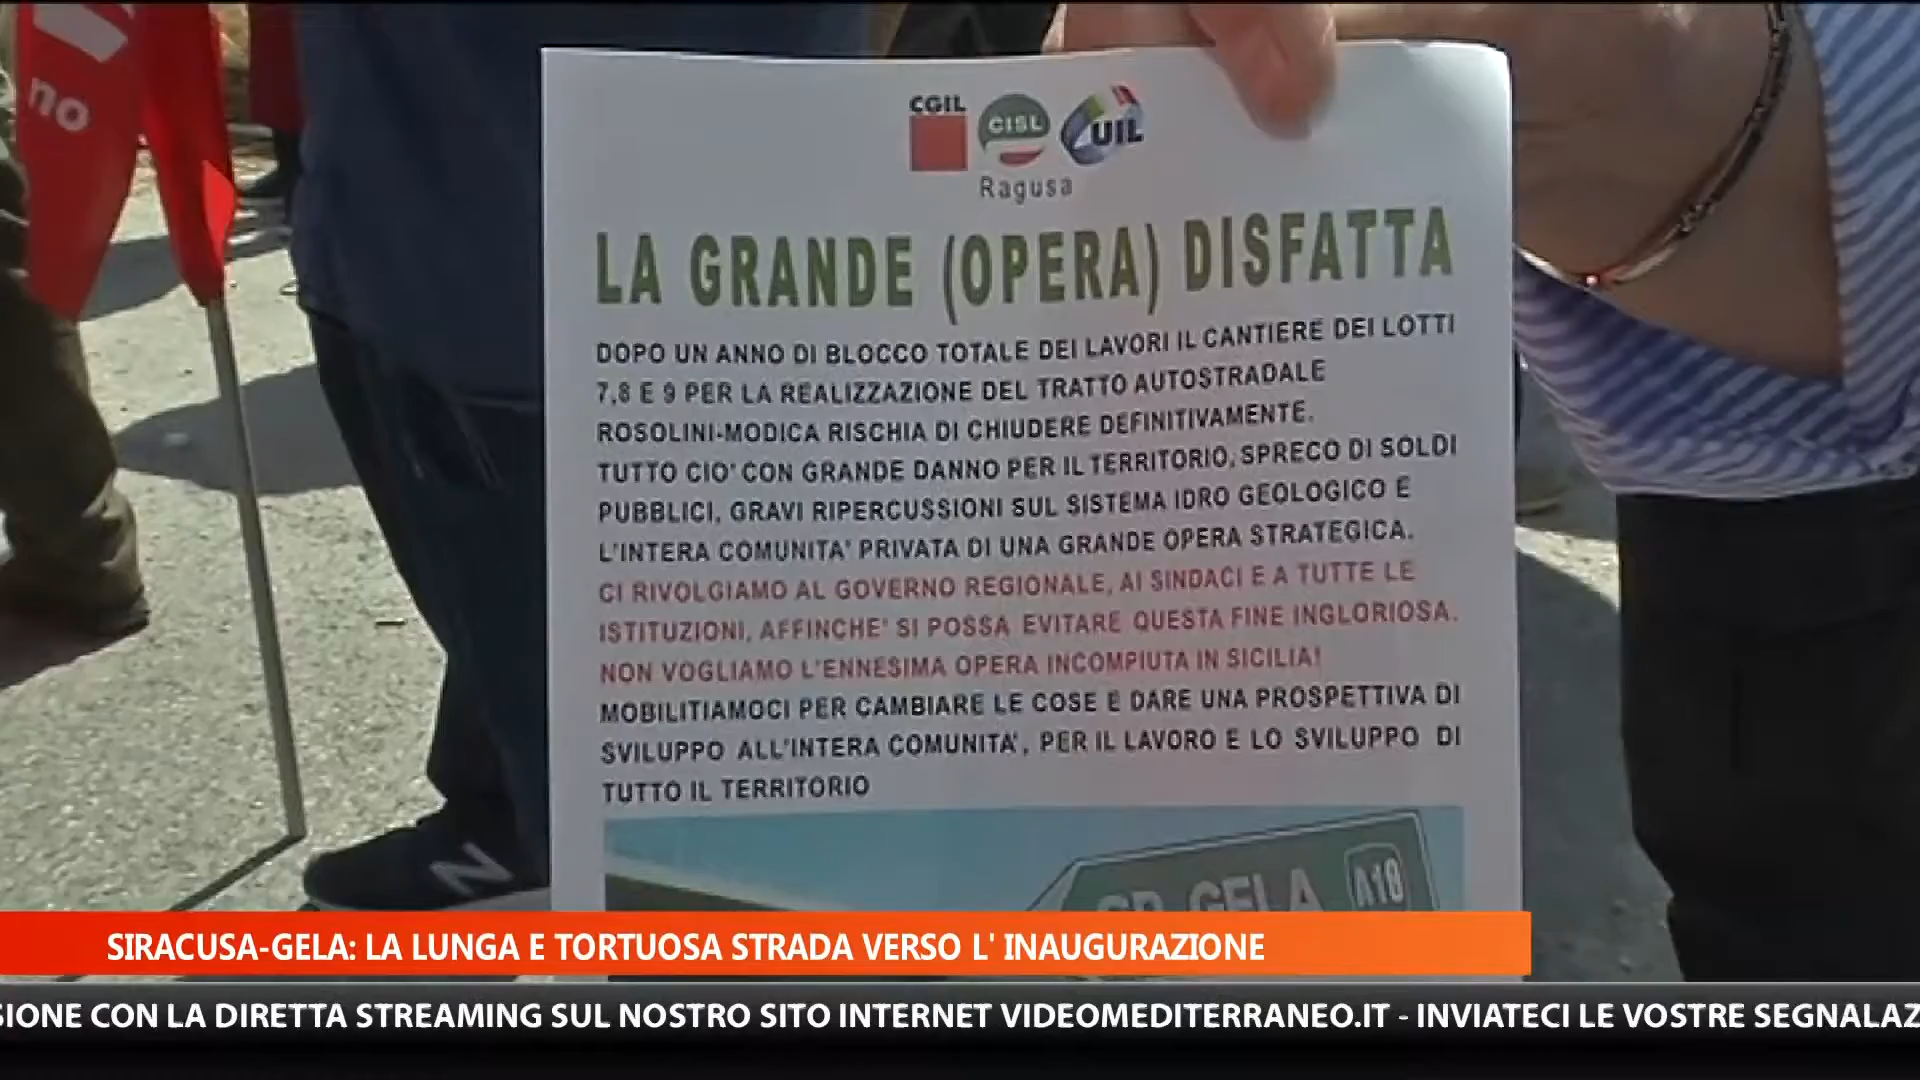 no
CGIL
CISL
UIL
Ragusa
LA GRANDE (OPERA) DISFATTA
DOPO UN ANNO DI BLOCCO TOTALE DEI LAVORI IL CANTIERE DEI LOTTI
7,8 E 9 PER LA REALIZZAZIONE DEL TRATTO AUTOSTRADALE
ROSOLINI-MODICA RISCHIA DI CHIUDERE DEFINITIVAMENTE.
TUTTO CIO' CON GRANDE DANNO PER IL TERRITORIO, SPRECO DI SOLDI
PUBBLICI, GRAVI RIPERCUSSIONI SUL SISTEMA IDRO GEOLOGICO E
L'INTERA COMUNITA' PRIVATA DI UNA GRANDE OPERA STRATEGICA.
CI RIVOLGIAMO AL GOVERNO REGIONALE, AI SINDACI E A TUTTE LE
ISTITUZIONI, AFFINCHE' SI POSSA EVITARE QUESTA FINE INGLORIOSA.
NON VOGLIAMO L'ENNESIMA OPERA INCOMPIUTA IN SICILIA!
MOBILITIAMOCI PER CAMBIARE LE COSE E DARE UNA PROSPETTIVA DI
SVILUPPO ALL'INTERA COMUNITA', PER IL LAVORO E LO SVILUPPO DI
TUTTO IL TERRITORIO
SR GELA A18
N
SIRACUSA-GELA: LA LUNGA E TORTUOSA STRADA VERSO L' INAUGURAZIONE
SIONE CON LA DIRETTA STREAMING SUL NOSTRO SITO INTERNET VIDEOMEDITERRANEO.IT - INVIATECI LE VOSTRE SEGNALAZ